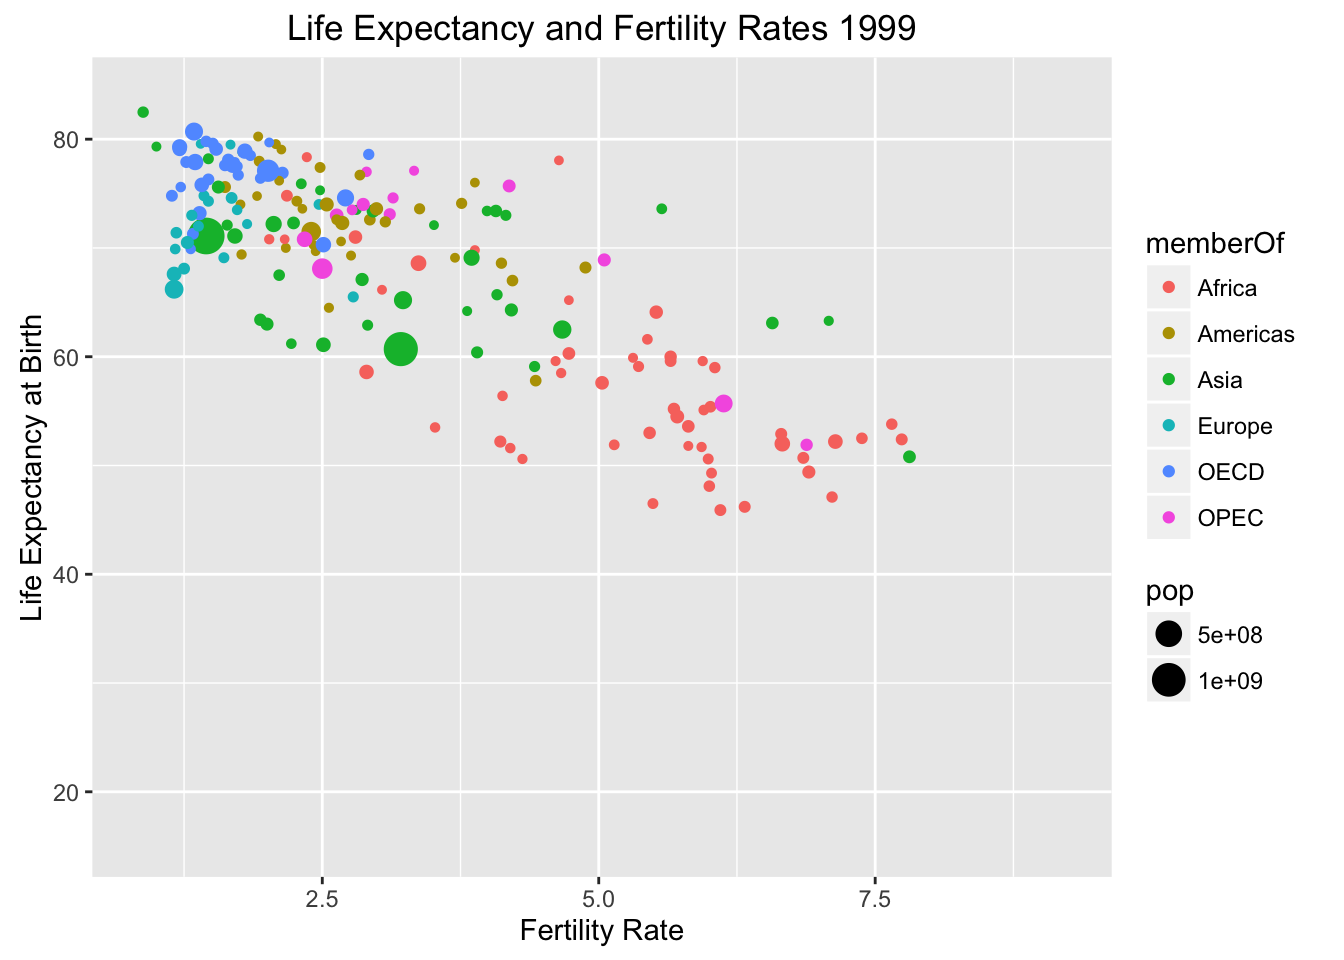 Life Expectancy and Fertility Rates 1999
Life Expectancy at Birth
80
60
40
20
2.5
5.0
7.5
Fertility Rate
memberOf
Africa
Americas
Asia
Europe
OECD
OPEC
pop
5e+08
1e+09